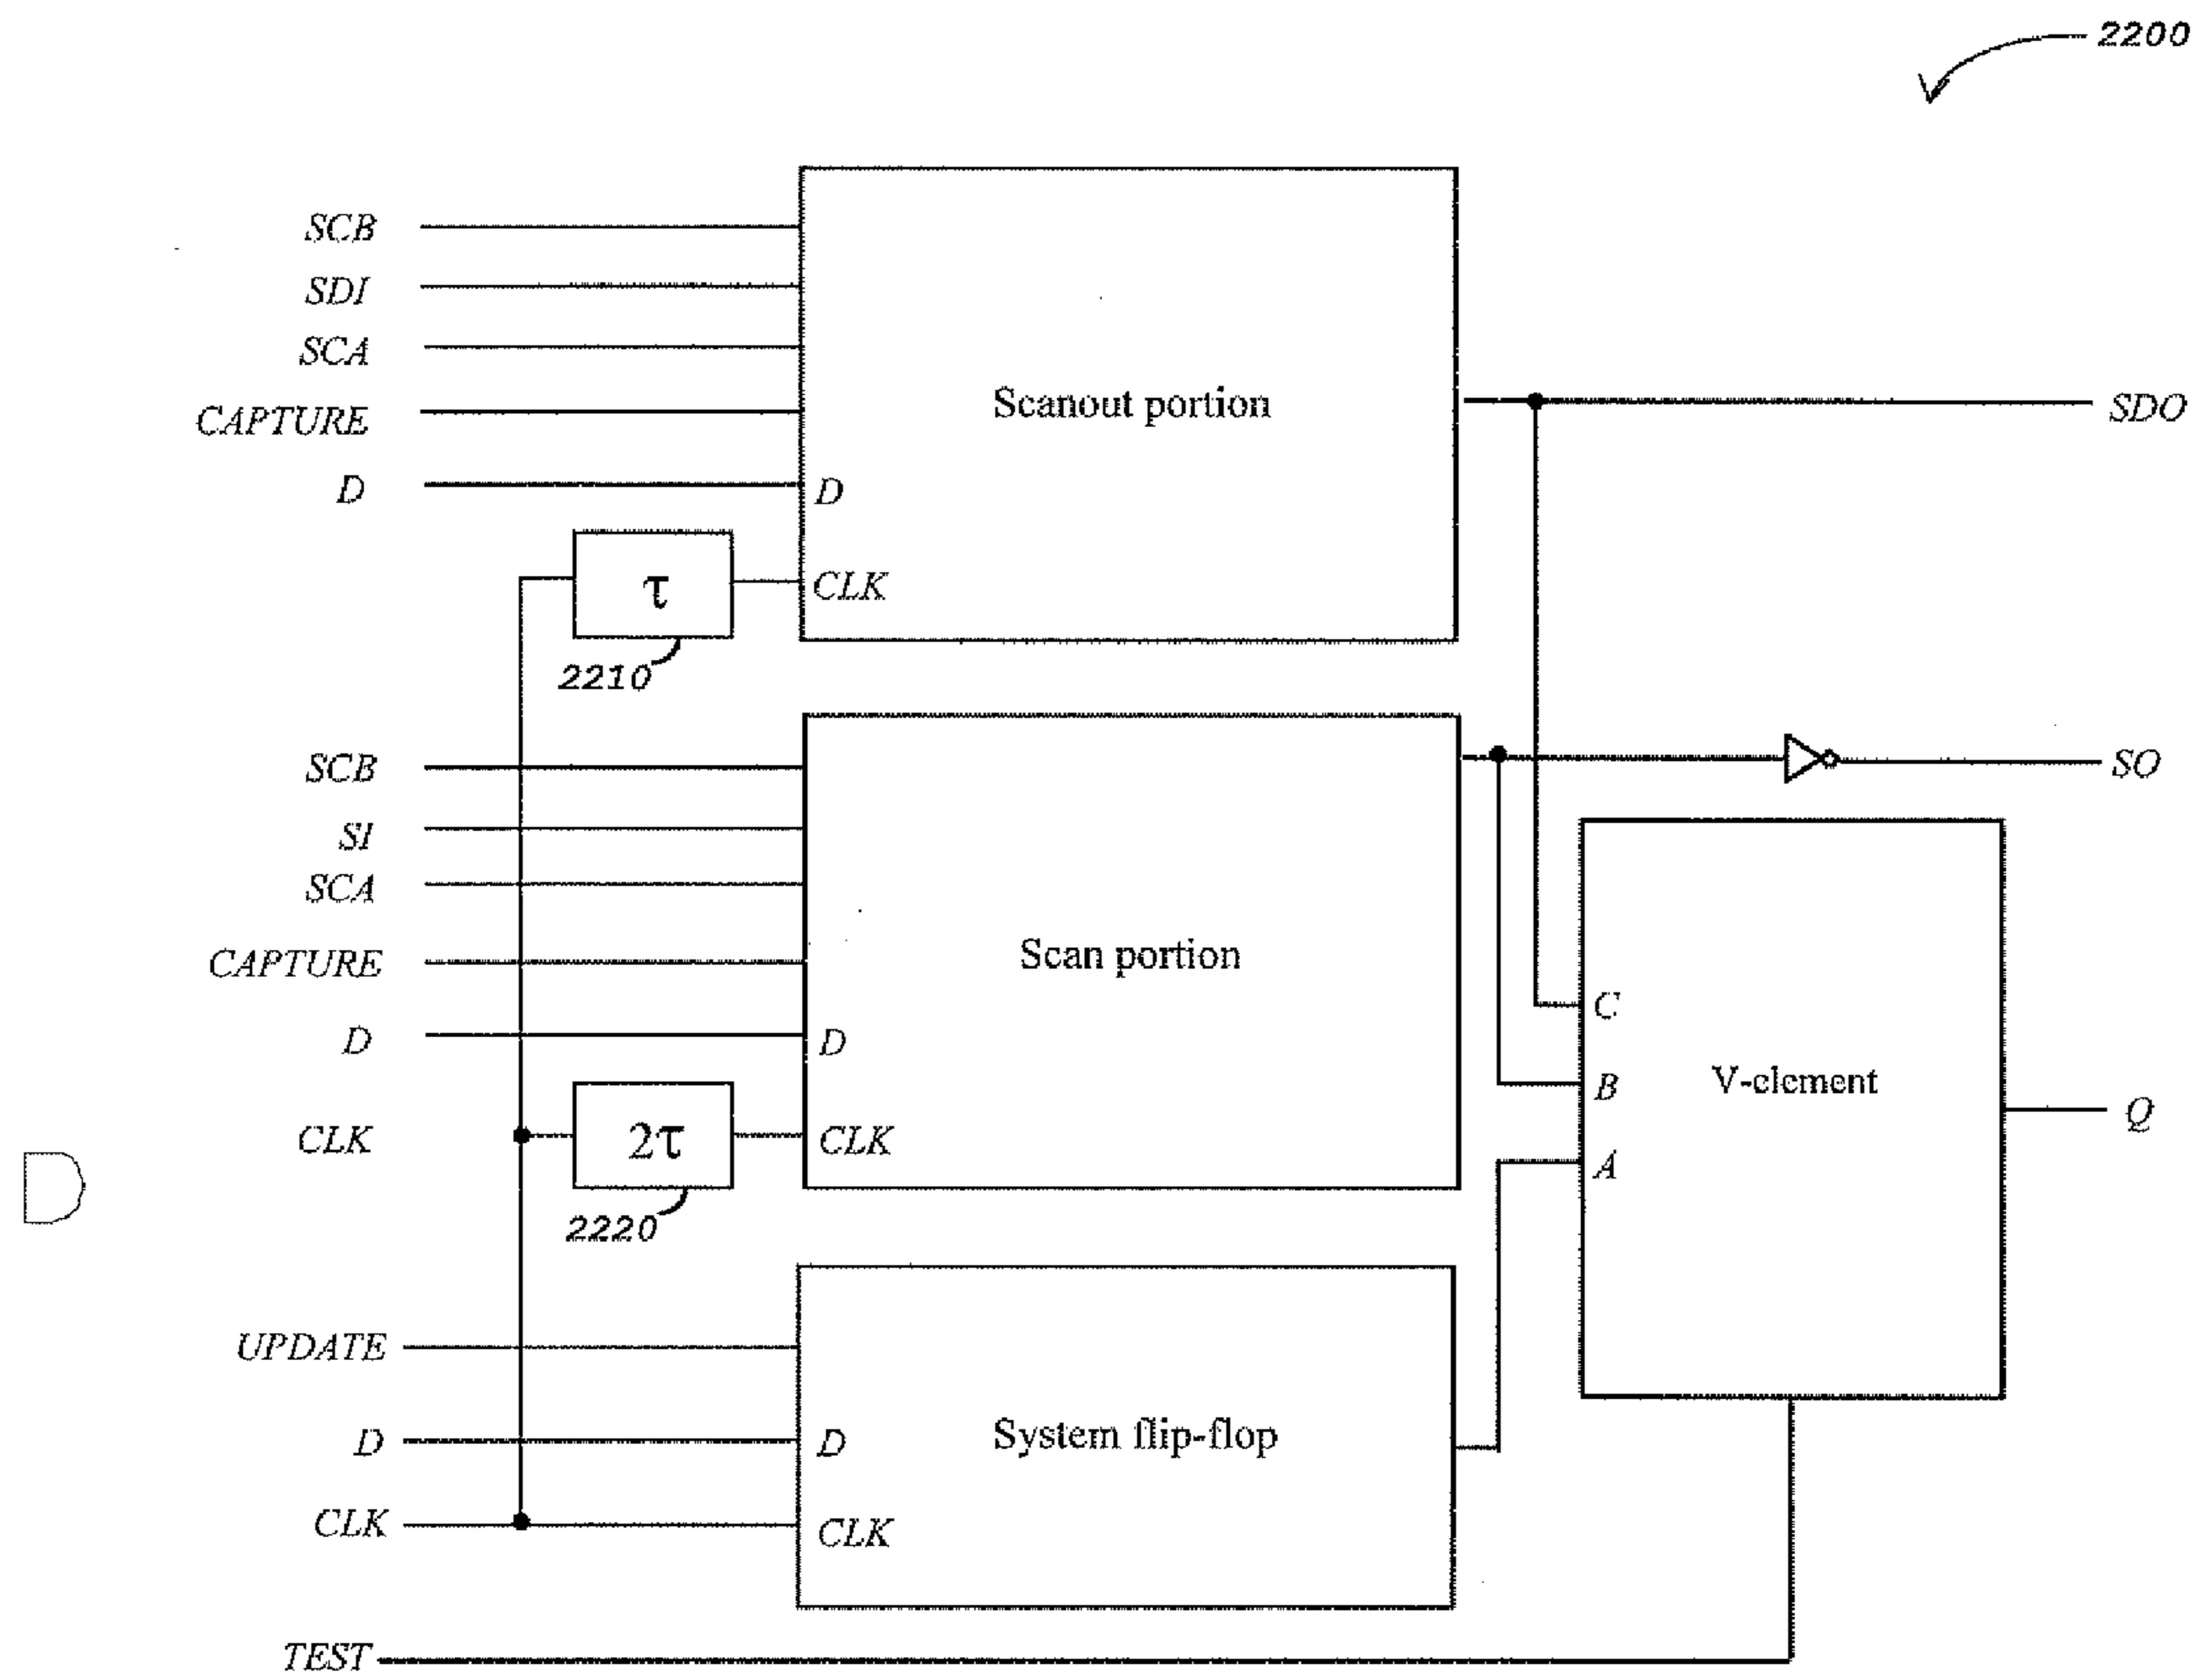 2200
SCB
SDI
SCA
CAPTURE
Scanout portion
SDO
D
D
τ
CLK
2210
SCB
SO
SI
SCA
CAPTURE
Scan portion
C
D
D
V-element
B
Q
CLK
2τ
CLK
A
2220
UPDATE
D
D
System flip-flop
CLK
CLK
TEST